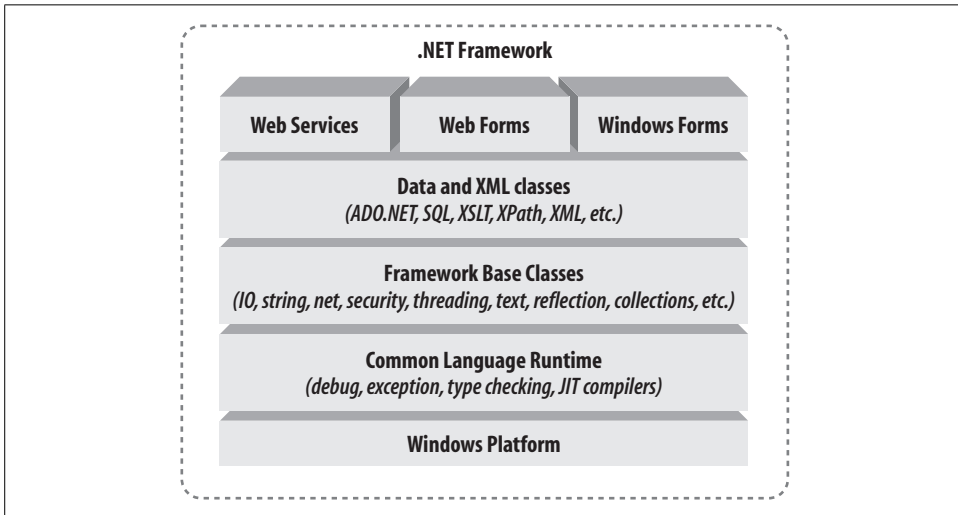 .NET Framework
Web Services
Web Forms
Windows Forms
Data and XML classes
(ADO.NET, SQL, XSLT, XPath, XML, etc.)
Framework Base Classes
(IO, string, net, security, threading, text, reflection, collections, etc.)
Common Language Runtime
(debug, exception, type checking, JIT compilers)
Windows Platform